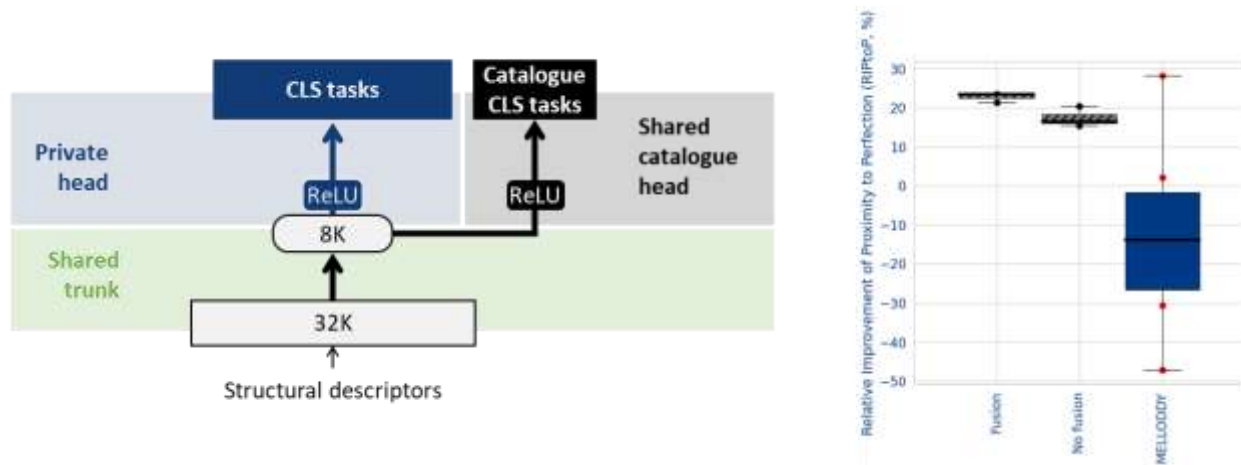 CLS tasks
Catalogue
CLS tasks
Private
head
Shared
catalogue
head
ReLU
ReLU
8K
Shared
trunk
32K
Structural descriptors
Relative Improvement of Proximity to Perfection (RIPtoP, %)
30
20
10
0
−10
−20
−30
−40
−50
Fusion
No fusion
MELLODDY